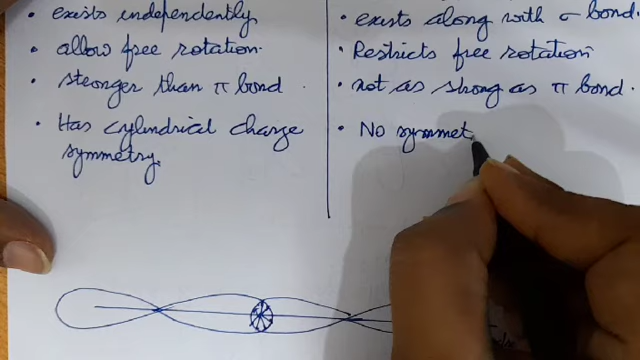 • exists independently
• allow free rotation.
• steonger than π bond
• Has cylindrical charge
symmetry.
• exists along with σ bond.
• Restricts free rotation
• not as strong as π bond.
• No symmet